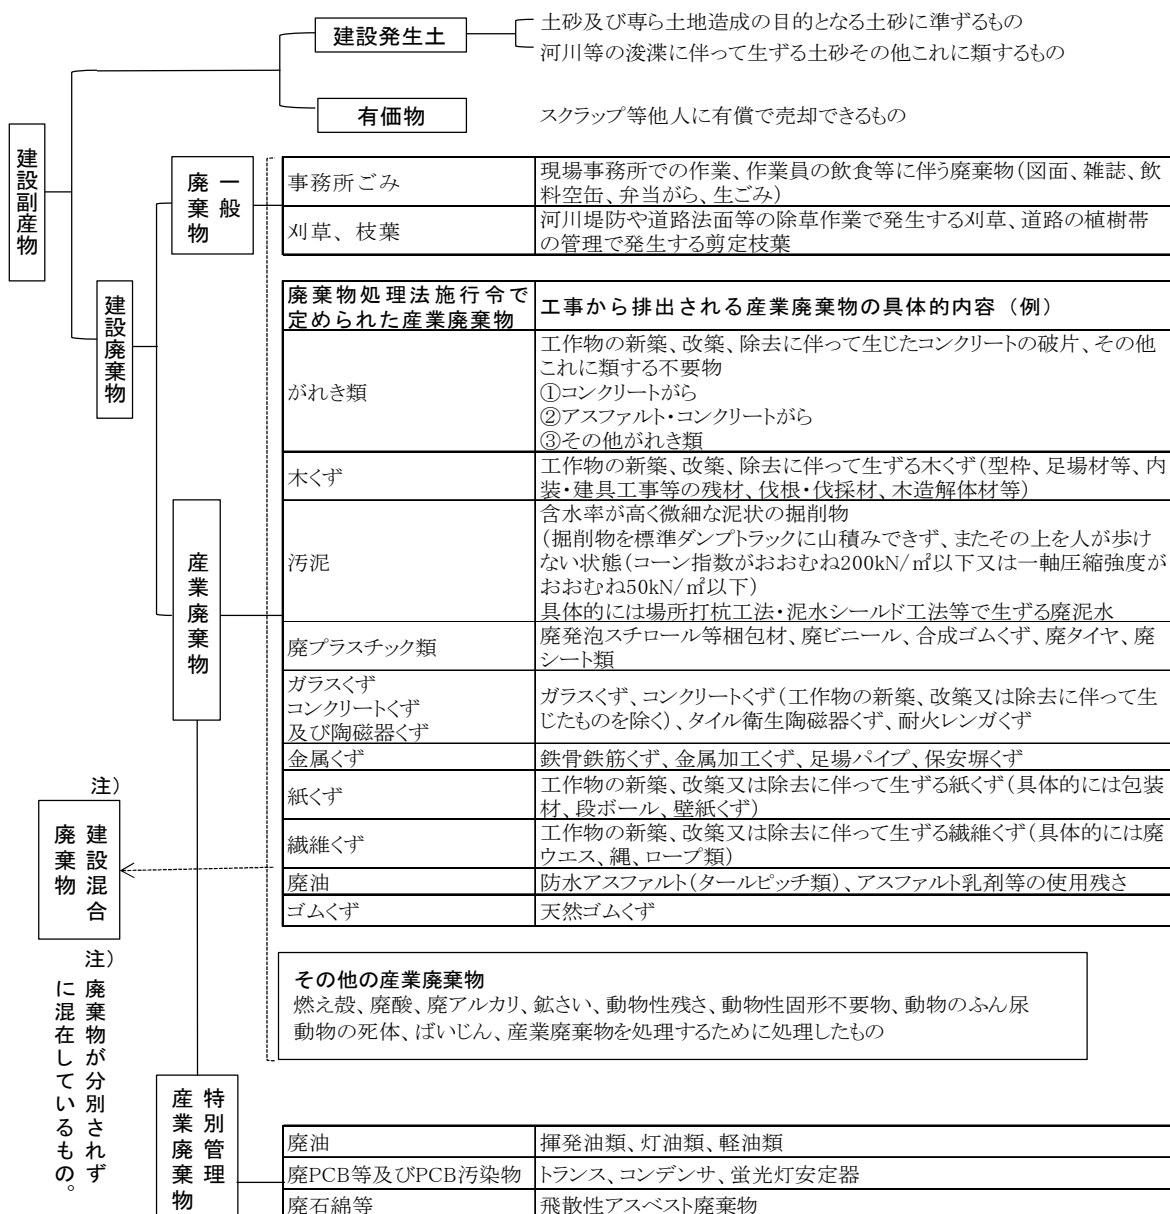 建設発生土
土砂及び専ら土地造成の目的となる土砂に準ずるもの
河川等の浚渫に伴って生ずる土砂その他これに類するもの
有価物
スクラップ等他人に有償で売却できるもの
建設副産物
建設廃棄物
一般
廃棄物
事務所ごみ
現場事務所での作業、作業員の飲食等に伴う廃棄物(図面、雑誌、飲
料空缶、弁当がら、生ごみ)
刈草、枝葉
河川堤防や道路法面等の除草作業で発生する刈草、道路の植樹帯
の管理で発生する剪定枝葉
産業廃棄物
廃棄物処理法施行令で
定められた産業廃棄物
工事から排出される産業廃棄物の具体的内容(例)
がれき類
工作物の新築、改築、除去に伴って生じたコンクリートの破片、その他
これに類する不要物
①コンクリートがら
②アスファルト・コンクリートがら
③その他がれき類
木くず
工作物の新築、改築、除去に伴って生ずる木くず(型枠、足場材等、内
装・建具工事等の残材、伐根・伐採材、木造解体材等)
汚泥
含水率が高く微細な泥状の掘削物
(掘削物を標準ダンプトラックに山積みできず、またその上を人が歩け
ない状態(コーン指数がおおむね200kN/㎡以下又は一軸圧縮強度が
おおむね50kN/㎡以下)
具体的には場所打杭工法・泥水シールド工法等で生ずる廃泥水
廃プラスチック類
廃発泡スチロール等梱包材、廃ビニール、合成ゴムくず、廃タイヤ、廃
シート類
ガラスくず
コンクリートくず
及び陶磁器くず
ガラスくず、コンクリートくず(工作物の新築、改築又は除去に伴って生
じたものを除く)、タイル衛生陶磁器くず、耐火レンガくず
金属くず
鉄骨鉄筋くず、金属加工くず、足場パイプ、保安塀くず
紙くず
工作物の新築、改築又は除去に伴って生ずる紙くず(具体的には包装
材、段ボール、壁紙くず)
繊維くず
工作物の新築、改築又は除去に伴って生ずる繊維くず(具体的には廃
ウエス、縄、ロープ類)
廃油
防水アスファルト(タールピッチ類)、アスファルト乳剤等の使用残さ
ゴムくず
天然ゴムくず
注)
建設混合
廃棄物
注)
廃棄物が分別されず
に混在しているもの。
その他の産業廃棄物
燃え殻、廃酸、廃アルカリ、鉱さい、動物性残さ、動物性固形不要物、動物のふん尿
動物の死体、ばいじん、産業廃棄物を処理するために処理したもの
特別管理
産業廃棄物
廃油
揮発油類、灯油類、軽油類
廃PCB等及びPCB汚染物
トランス、コンデンサ、蛍光灯安定器
廃石綿等
飛散性アスベスト廃棄物